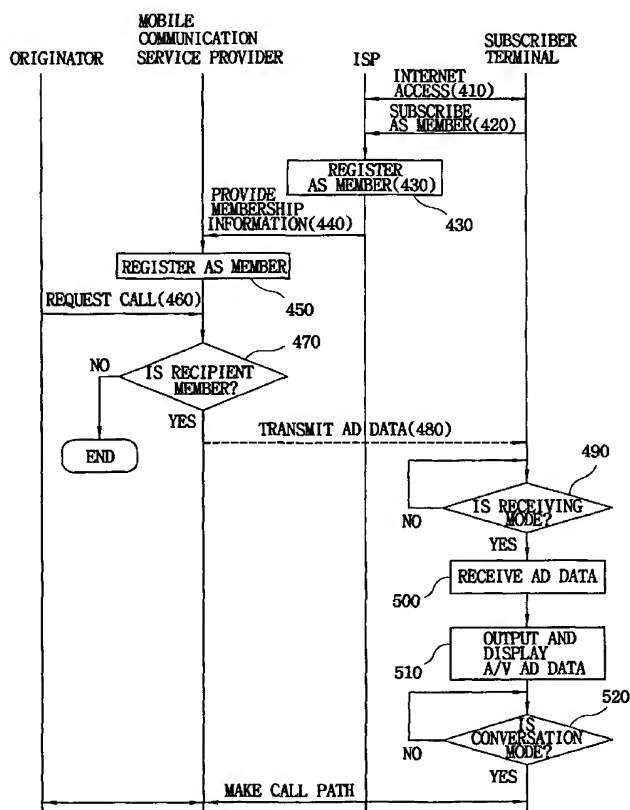 ORIGINATOR
MOBILE
COMMUNICATION
SERVICE PROVIDER
ISP
SUBSCRIBER
TERMINAL
INTERNET
ACCESS(410)
SUBSCRIBE
AS MEMBER(420)
REGISTER
AS MEMBER(430)
430
PROVIDE
MEMBERSHIP
INFORMATION(440)
REGISTER AS MEMBER
450
REQUEST CALL(460)
470
IS RECIPIENT
MEMBER?
NO
YES
END
TRANSMIT AD DATA(480)
490
IS RECEIVING
MODE?
NO
YES
RECEIVE AD DATA
500
OUTPUT AND
DISPLAY
A/V AD DATA
510
520
IS
CONVERSATION
MODE?
NO
YES
MAKE CALL PATH